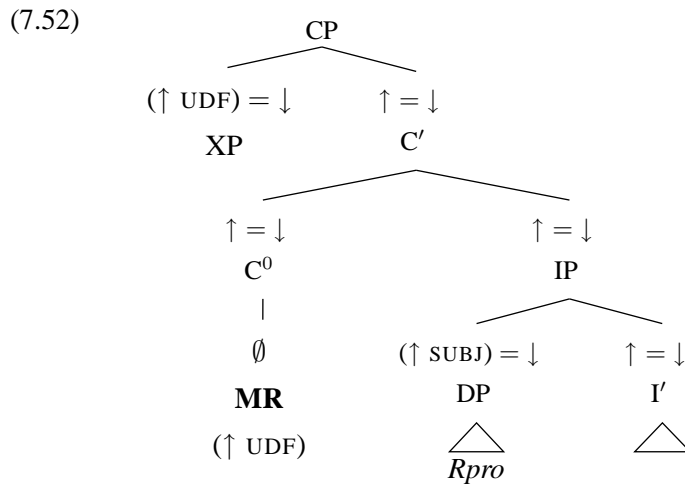 (7.52)
CP
(↑ UDF) = ↓ ↑ = ↓
XP C′
↑ = ↓ ↑ = ↓
C⁰ IP
∅ (↑ SUBJ) = ↓ ↑ = ↓
MR DP I′
(↑ UDF)
Rpro